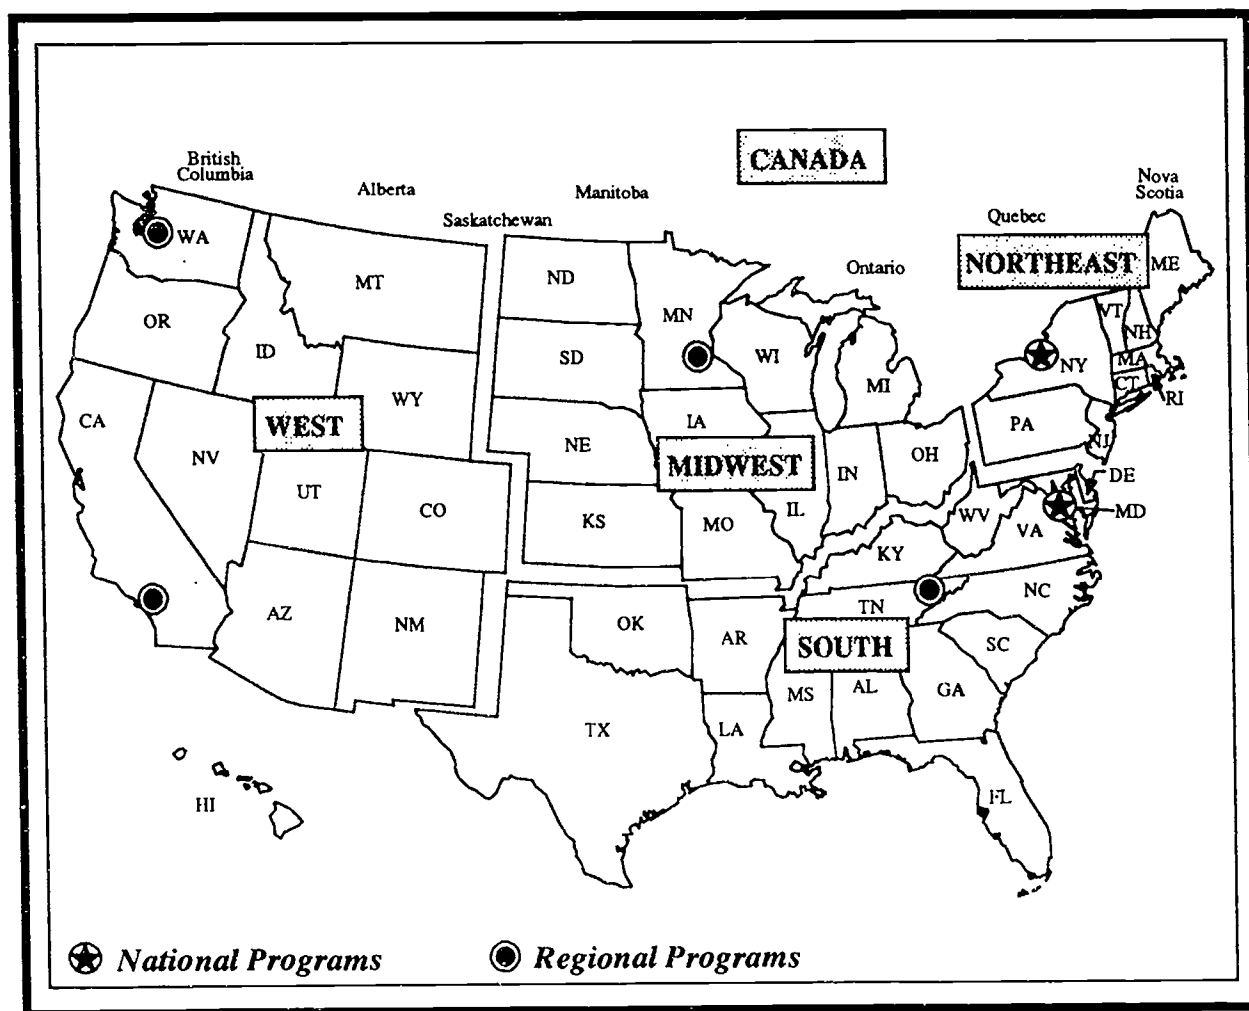 CANADA
British
Columbia
Alberta
Manitoba
Saskatchewan
Nova
Scotia
Quebec
Ontario
NORTHEAST
WA
MT
ND
MN
ME
VT
NH
OR
ID
SD
WI
MI
NY
MA
CT
RI
WY
CA
WEST
NV
NE
IA
MIDWEST
IN
OH
PA
NJ
UT
CO
KS
MO
IL
WV
VA
DE
MD
KY
AZ
NM
OK
AR
TN
NC
SOUTH
SC
TX
LA
MS
AL
GA
FL
HI
National Programs
Regional Programs